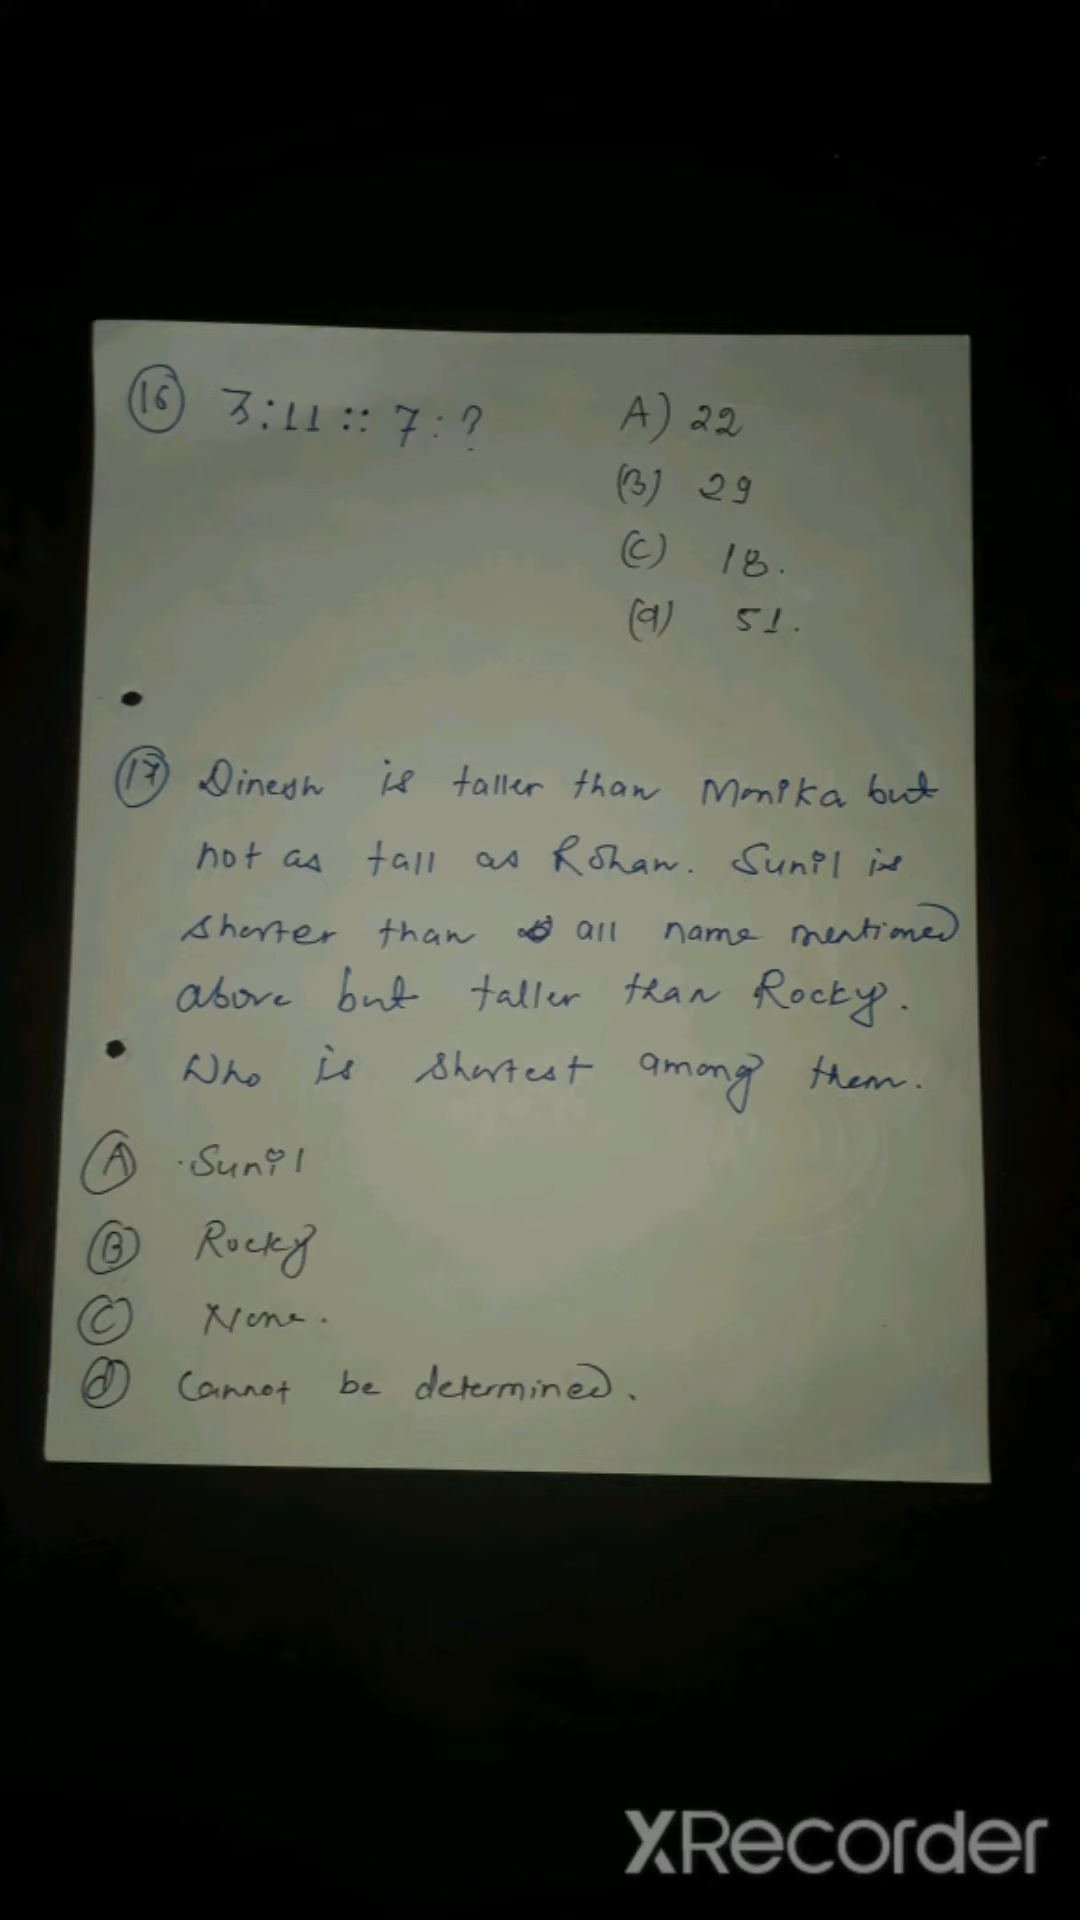 16 3:11::7:? A) 22
(B) 29
(C) 18.
(d) 51.
17 Dinesh is taller than Monika but
not as tall as Rohan. Sunil is
shorter than all name mentioned
above but taller than Rocky.
Who is shortest among them.
A Sunil
B Rocky
C None.
d Cannot be determined.
XRecorder